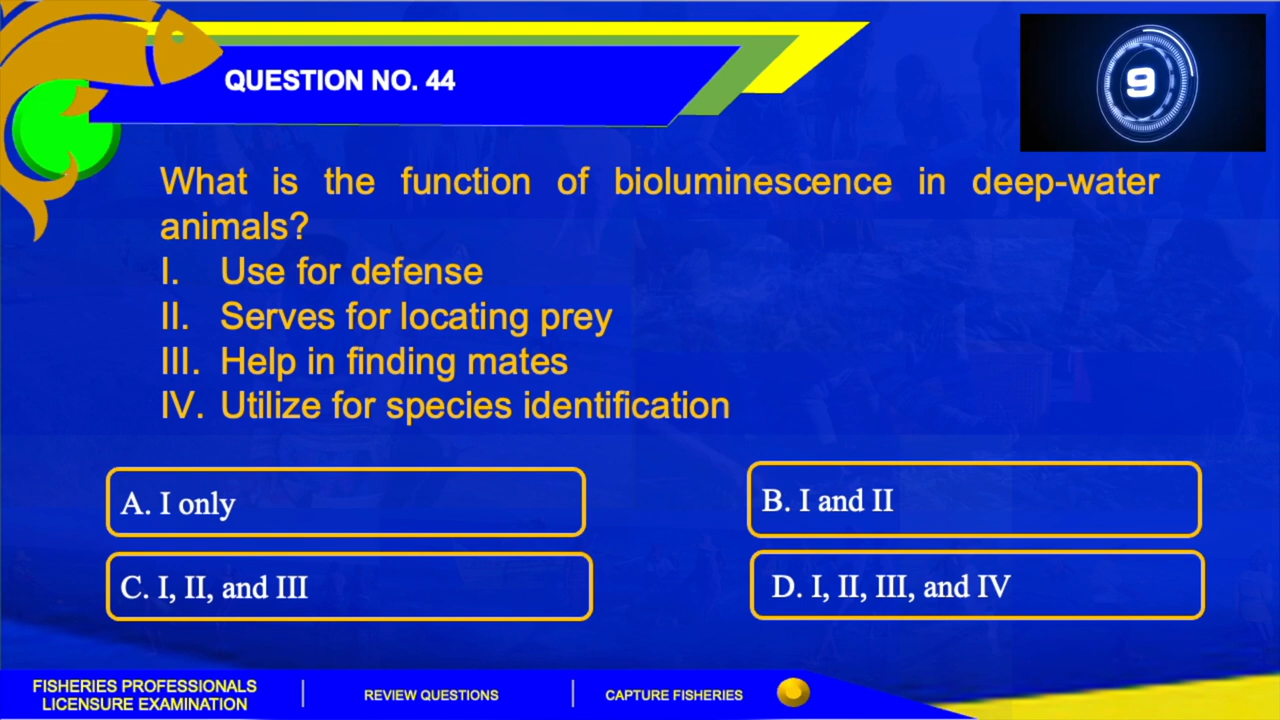 QUESTION NO. 44
9
What is the function of bioluminescence in deep-water
animals?
I. Use for defense
II. Serves for locating prey
III. Help in finding mates
IV. Utilize for species identification
A. I only
B. I and II
C. I, II, and III
D. I, II, III, and IV
FISHERIES PROFESSIONALS
LICENSURE EXAMINATION
REVIEW QUESTIONS
CAPTURE FISHERIES